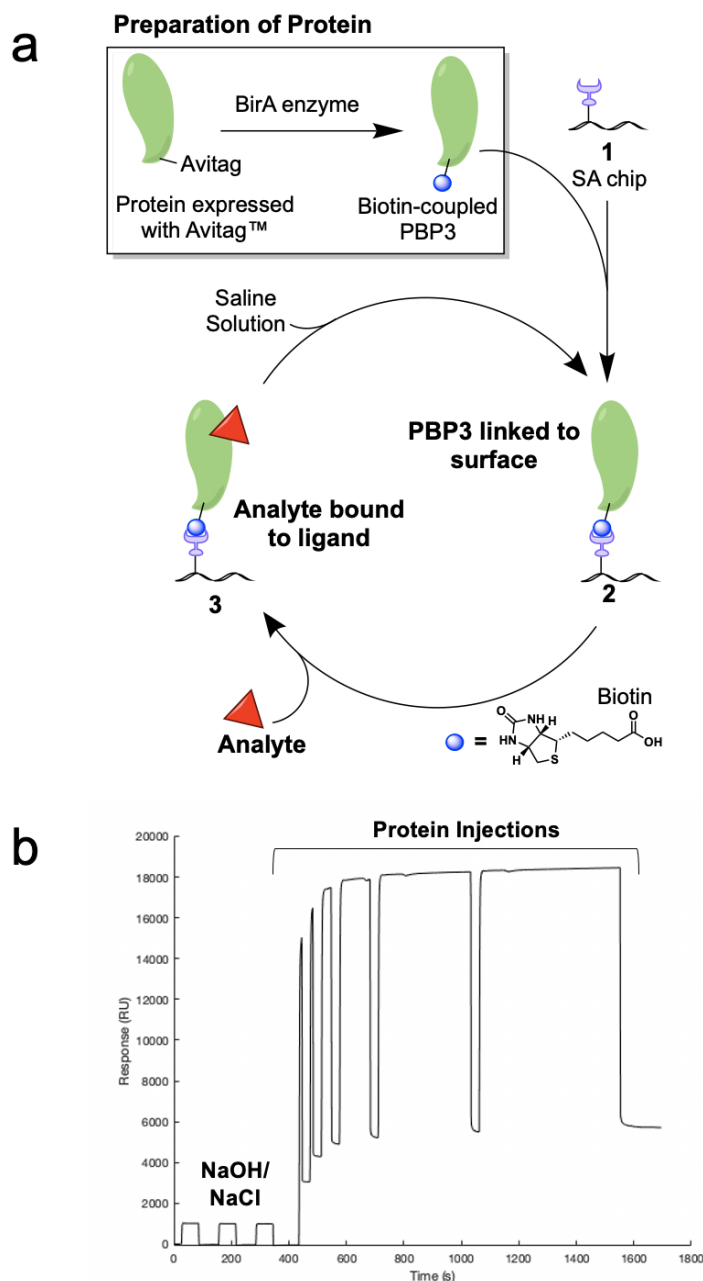 a
Preparation of Protein
BirA enzyme
Avitag
Protein expressed
with Avitag™
Biotin-coupled
PBP3
1
SA chip
Saline
Solution
PBP3 linked to
surface
Analyte bound
to ligand
3
2
Analyte
Biotin
=
O
NH
H
HN
H
S
O
OH
b
Protein Injections
20000
18000
16000
14000
12000
10000
8000
6000
4000
2000
0
Response (RU)
NaOH/
NaCl
0
200
400
600
800
1000
1200
1400
1600
1800
Time (s)